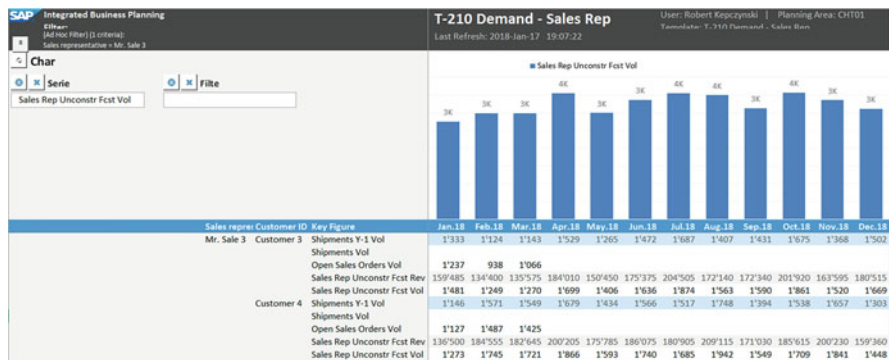 SAP Integrated Business Planning
Filter:
(Ad Hoc Filter) (1 criteria):
Sales representative = Mr. Sale 3
T-210 Demand - Sales Rep
Last Refresh: 2018-Jan-17 19:07:22
User: Robert Kepczynski | Planning Area: CHT01
Template: T-210 Demand - Sales Rep
Char
Serie
Filte
Sales Rep Unconstr Fcst Vol
Sales Rep Unconstr Fcst Vol
3K 3K 3K 4K 3K 3K 4K 4K 3K 4K 3K 3K
Sales repre: Customer ID Key Figure Jan.18 Feb.18 Mar.18 Apr.18 May.18 Jun.18 Jul.18 Aug.18 Sep.18 Oct.18 Nov.18 Dec.18
Mr. Sale 3 Customer 3 Shipments Y-1 Vol 1'333 1'124 1'143 1'529 1'265 1'472 1'687 1'407 1'431 1'675 1'368 1'502
Shipments Vol
Open Sales Orders Vol 1'237 938 1'066
Sales Rep Unconstr Fcst Rev 159'485 134'400 135'575 184'010 150'450 175'375 204'505 172'140 172'340 201'920 163'595 180'515
Sales Rep Unconstr Fcst Vol 1'481 1'249 1'270 1'699 1'406 1'636 1'874 1'563 1'590 1'861 1'520 1'669
Customer 4 Shipments Y-1 Vol 1'146 1'571 1'549 1'679 1'434 1'566 1'517 1'748 1'394 1'538 1'657 1'303
Shipments Vol
Open Sales Orders Vol 1'127 1'487 1'425
Sales Rep Unconstr Fcst Rev 136'500 184'555 182'645 200'205 175'785 186'075 180'905 209'115 171'030 185'615 200'230 159'360
Sales Rep Unconstr Fcst Vol 1'273 1'745 1'721 1'866 1'593 1'740 1'685 1'942 1'549 1'709 1'841 1'448